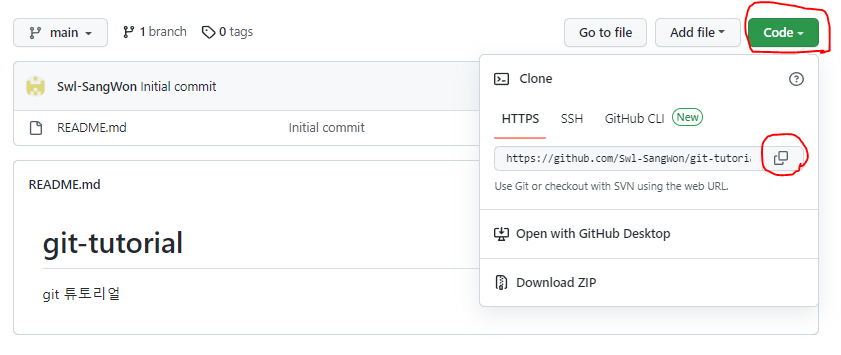 main 1 branch 0 tags Go to file Add file Code
Swl-SangWon Initial commit
Clone
README.md Initial commit
HTTPS SSH GitHub CLI New
https://github.com/Swl-SangWon/git-tutoria
Use Git or checkout with SVN using the web URL.
README.md
Open with GitHub Desktop
git-tutorial
Download ZIP
git 튜토리얼